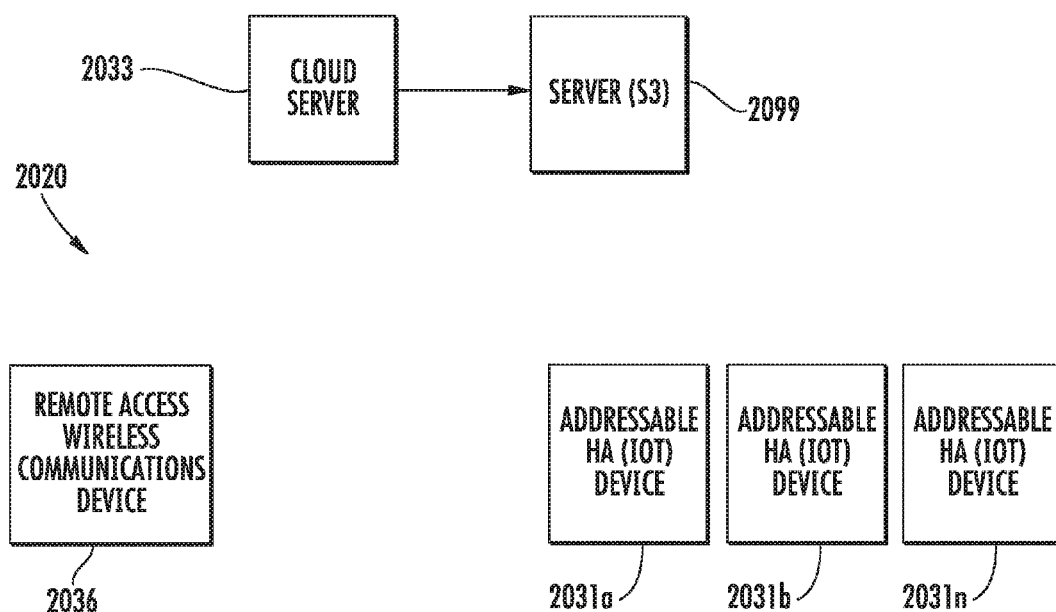 2033
CLOUD
SERVER
SERVER (S3)
2099
2020
REMOTE ACCESS
WIRELESS
COMMUNICATIONS
DEVICE
2036
ADDRESSABLE
HA (IOT)
DEVICE
2031a
ADDRESSABLE
HA (IOT)
DEVICE
2031b
ADDRESSABLE
HA (IOT)
DEVICE
2031n